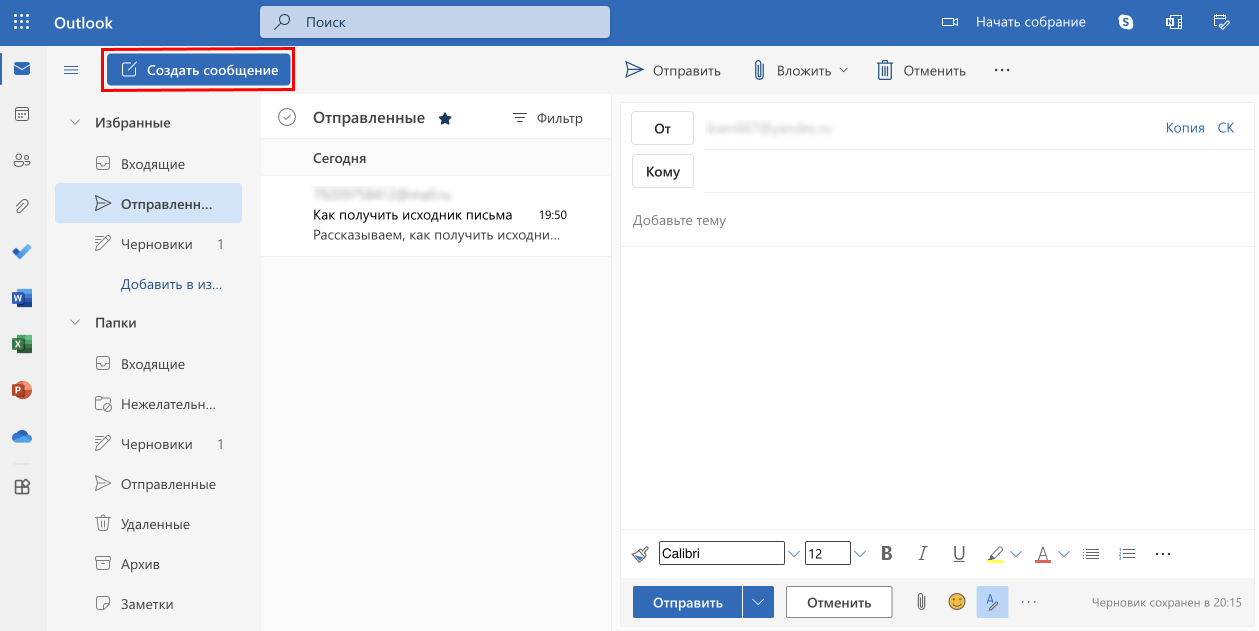 Outlook
Поиск
Начать собрание
Создать сообщение
Отправить
Вложить
Отменить
Избранные
Входящие
Отправленн...
Черновики 1
Добавить в из...
Папки
Входящие
Нежелательн...
Черновики 1
Отправленные
Удаленные
Архив
Заметки
Отправленные
Фильтр
Сегодня
Как получить исходник письма 19:50
Рассказываем, как получить исходни...
От
Копия СК
Кому
Добавьте тему
Calibri 12
Отправить Отменить Черновик сохранен в 20:15